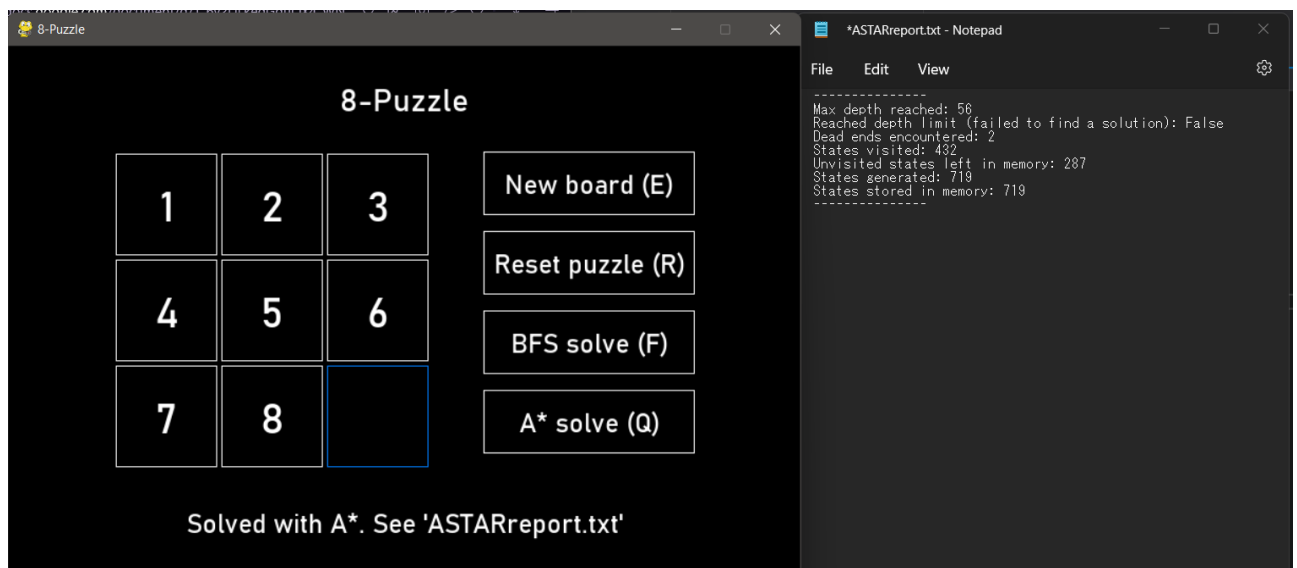 8-Puzzle
8-Puzzle
1 2 3
4 5 6
7 8
New board (E)
Reset puzzle (R)
BFS solve (F)
A* solve (Q)
Solved with A*. See 'ASTARreport.txt'
*ASTARreport.txt - Notepad
File Edit View
---------------
Max depth reached: 56
Reached depth limit (failed to find a solution): False
Dead ends encountered: 2
States visited: 432
Unvisited states left in memory: 287
States generated: 719
States stored in memory: 719
---------------